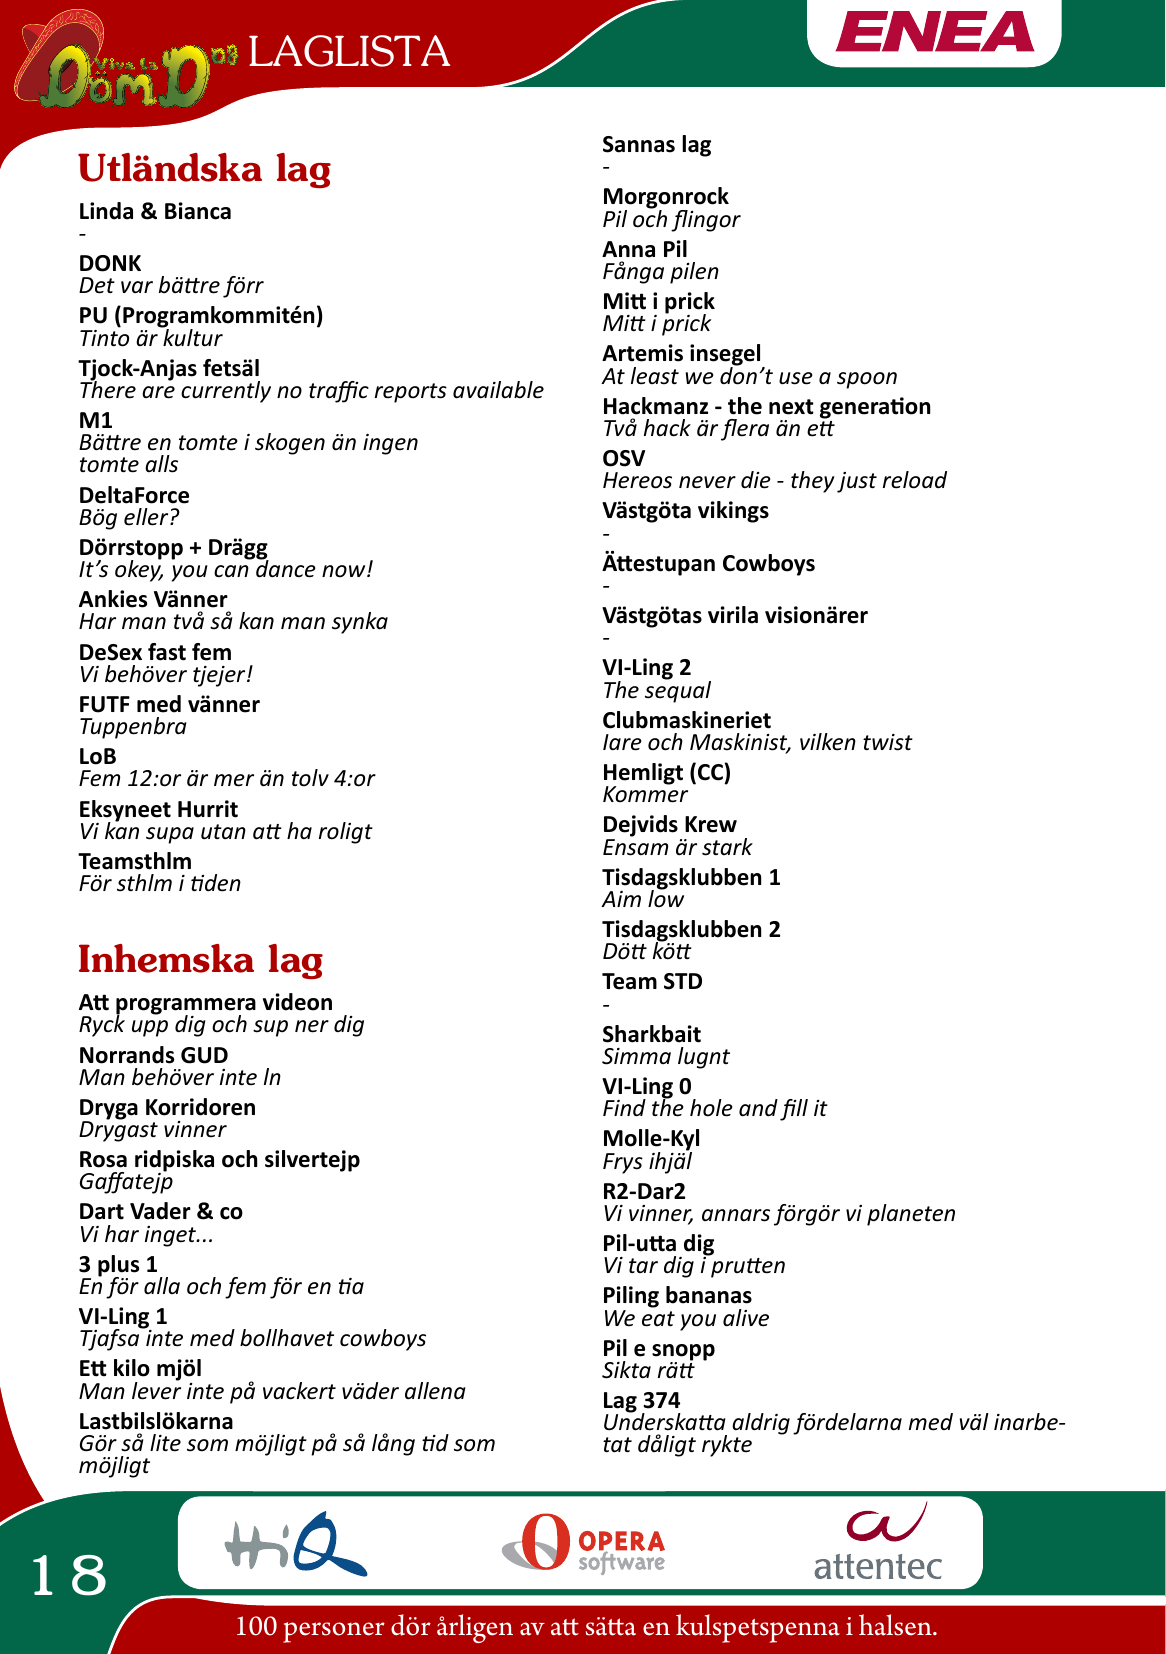 Viva la
DömD 08
LAGLISTA
ENEA
Utländska lag
Linda & Bianca
-
DONK
Det var bättre förr
PU (Programkommitén)
Tinto är kultur
Tjock-Anjas fetsäl
There are currently no traffic reports available
M1
Bättre en tomte i skogen än ingen
tomte alls
DeltaForce
Bög eller?
Dörrstopp + Drägg
It's okey, you can dance now!
Ankies Vänner
Har man två så kan man synka
DeSex fast fem
Vi behöver tjejer!
FUTF med vänner
Tuppenbra
LoB
Fem 12:or är mer än tolv 4:or
Eksyneet Hurrit
Vi kan supa utan att ha roligt
Teamsthlm
För sthlm i tiden
Inhemska lag
Att programmera videon
Ryck upp dig och sup ner dig
Norrands GUD
Man behöver inte ln
Dryga Korridoren
Drygast vinner
Rosa ridpiska och silvertejp
Gaffatejp
Dart Vader & co
Vi har inget...
3 plus 1
En för alla och fem för en tia
VI-Ling 1
Tjafsa inte med bollhavet cowboys
Ett kilo mjöl
Man lever inte på vackert väder allena
Lastbilslökarna
Gör så lite som möjligt på så lång tid som
möjligt
Sannas lag
-
Morgonrock
Pil och flingor
Anna Pil
Fånga pilen
Mitt i prick
Mitt i prick
Artemis insegel
At least we don't use a spoon
Hackmanz - the next generation
Två hack är flera än ett
OSV
Hereos never die - they just reload
Västgöta vikings
-
Ättestupan Cowboys
-
Västgötas virila visionärer
-
VI-Ling 2
The sequal
Clubmaskineriet
Iare och Maskinist, vilken twist
Hemligt (CC)
Kommer
Dejvids Krew
Ensam är stark
Tisdagsklubben 1
Aim low
Tisdagsklubben 2
Dött kött
Team STD
-
Sharkbait
Simma lugnt
VI-Ling 0
Find the hole and fill it
Molle-Kyl
Frys ihjäl
R2-Dar2
Vi vinner, annars förgör vi planeten
Pil-utta dig
Vi tar dig i prutten
Piling bananas
We eat you alive
Pil e snopp
Sikta rätt
Lag 374
Underskatta aldrig fördelarna med väl inarbe-
tat dåligt rykte
HiQ
OPERA
software
attentec
18
100 personer dör årligen av att sätta en kulspetspenna i halsen.